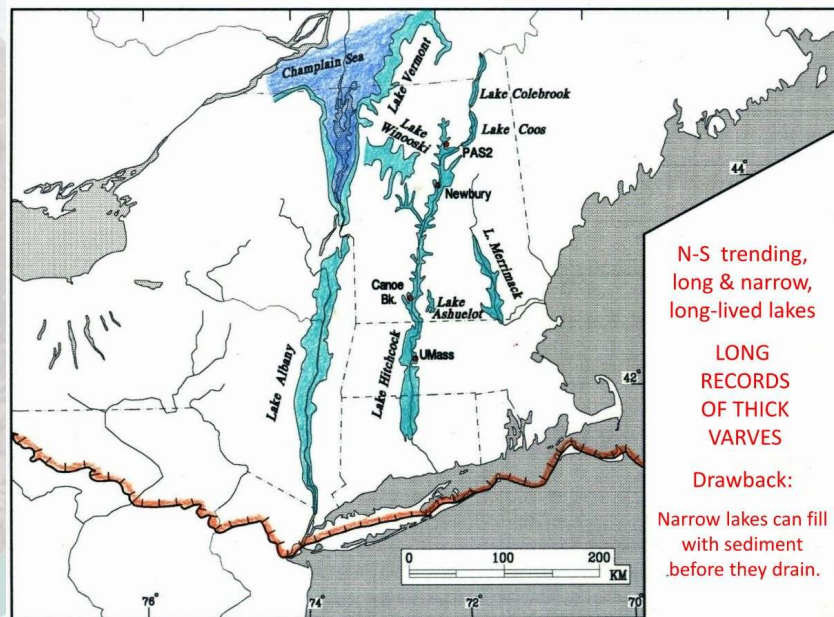 Champlain Sea
Lake Vermont
Lake
Winooski
Lake Colebrook
Lake Coos
PAS2
Newbury
44
L. Merrimack
Canoe
Bk.
Lake
Ashuelot
Lake Albany
Lake Hitchcock
UMass
42
0 100 200
KM
76 74 72 70
N-S trending,
long & narrow,
long-lived lakes
LONG
RECORDS
OF THICK
VARVES
Drawback:
Narrow lakes can fill
with sediment
before they drain.